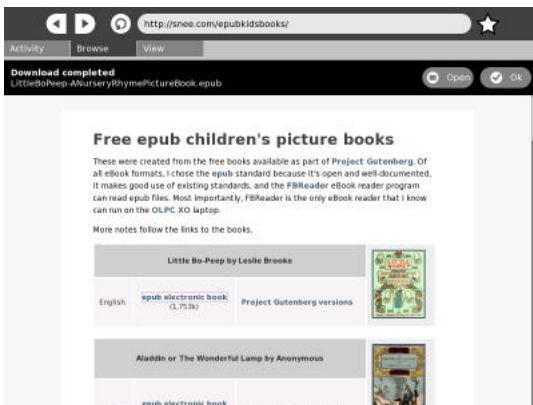 http://snee.com/epubkidsbooks/
Activity Browse View
Download completed
LittleBoPeep-ANurseryRhymePictureBook.epub
Open Ok
Free epub children's picture books
These were created from the free books available as part of Project Gutenberg. Of
all eBook formats, I chose the epub standard because it's open and well-documented,
it makes good use of existing standards, and the FBReader eBook reader program
can read epub files. Most importantly, FBReader is the only eBook reader that I know
can run on the OLPC XO laptop.
More notes follow the links to the books.
Little Bo-Peep by Leslie Brooke
English epub electronic book Project Gutenberg versions
(1,753k)
Aladdin or The Wonderful Lamp by Anonymous
epub electronic book